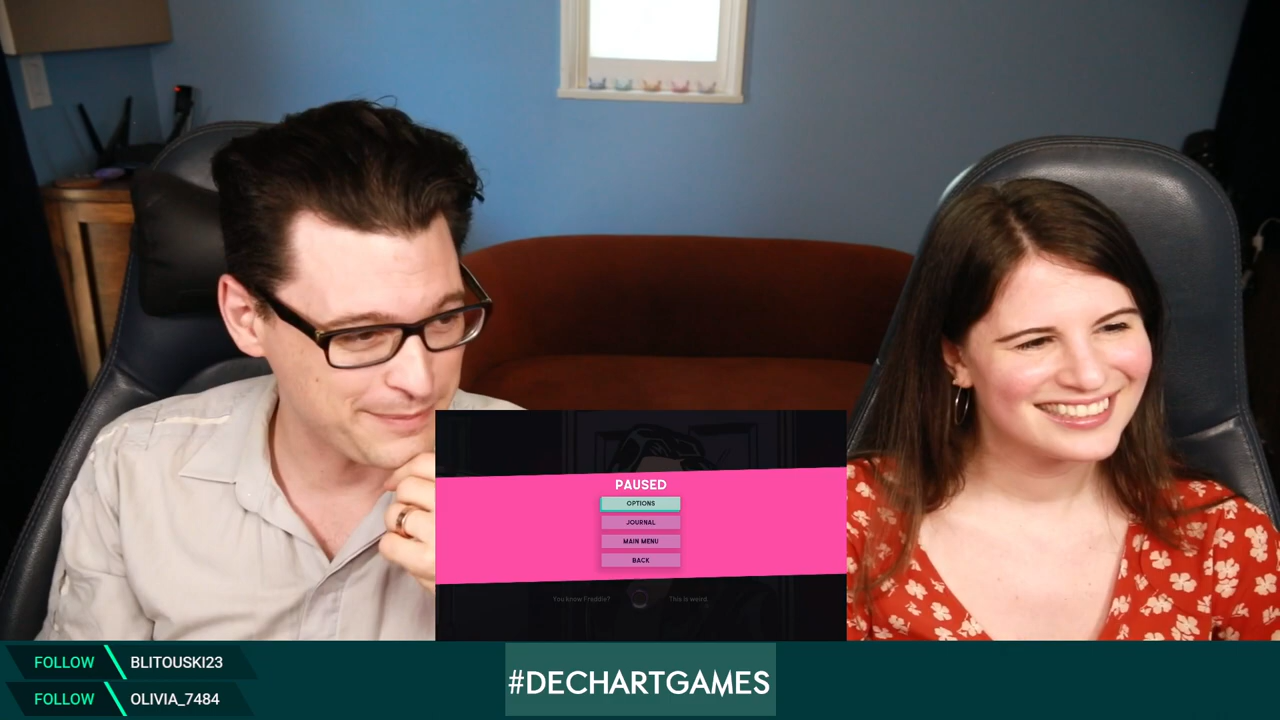 PAUSED
OPTIONS
JOURNAL
MAIN MENU
BACK
You know Freddie?
This is weird.
FOLLOW BLITOUSKI23
FOLLOW OLIVIA_7484
#DECHARTGAMES